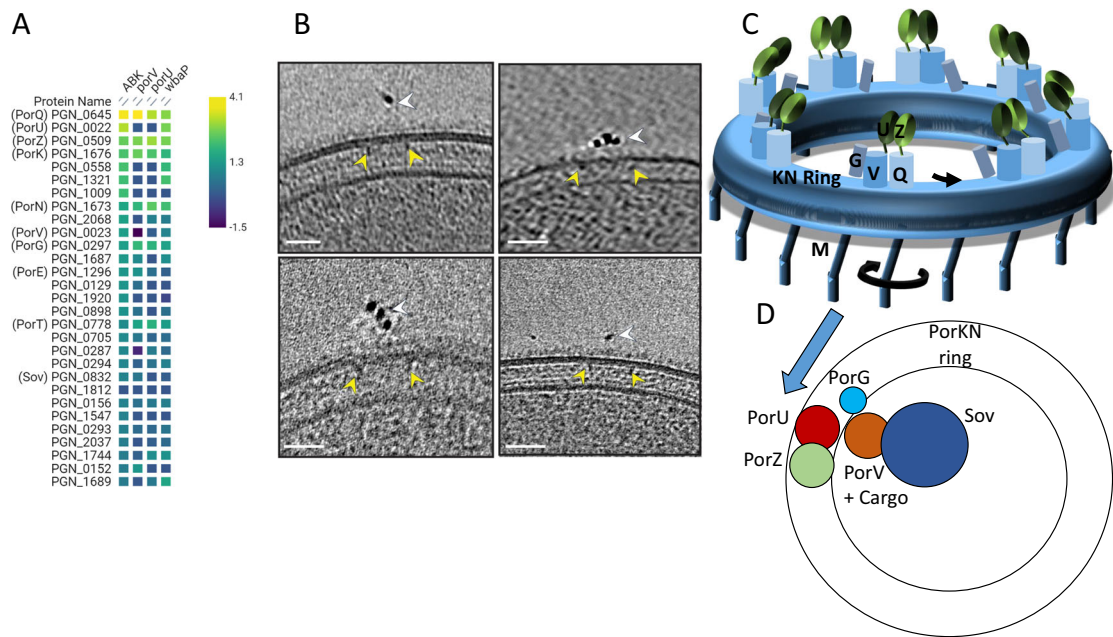 A
ABK
porV
porU
wbaP
Protein Name
(PorQ) PGN_0645
(PorU) PGN_0022
(PorZ) PGN_0509
(PorK) PGN_1676
PGN_0558
PGN_1321
PGN_1009
(PorN) PGN_1673
PGN_2068
(PorV) PGN_0023
(PorG) PGN_0297
PGN_1687
(PorE) PGN_1296
PGN_0129
PGN_1920
PGN_0898
(PorT) PGN_0778
PGN_0705
PGN_0287
PGN_0294
(Sov) PGN_0832
PGN_1812
PGN_0156
PGN_1547
PGN_0293
PGN_2037
PGN_1744
PGN_0152
PGN_1689
4.1
1.3
-1.5
B
C
U Z
G
KN Ring
V
Q
M
D
PorKN
ring
PorG
PorU
Sov
PorZ
PorV
+ Cargo